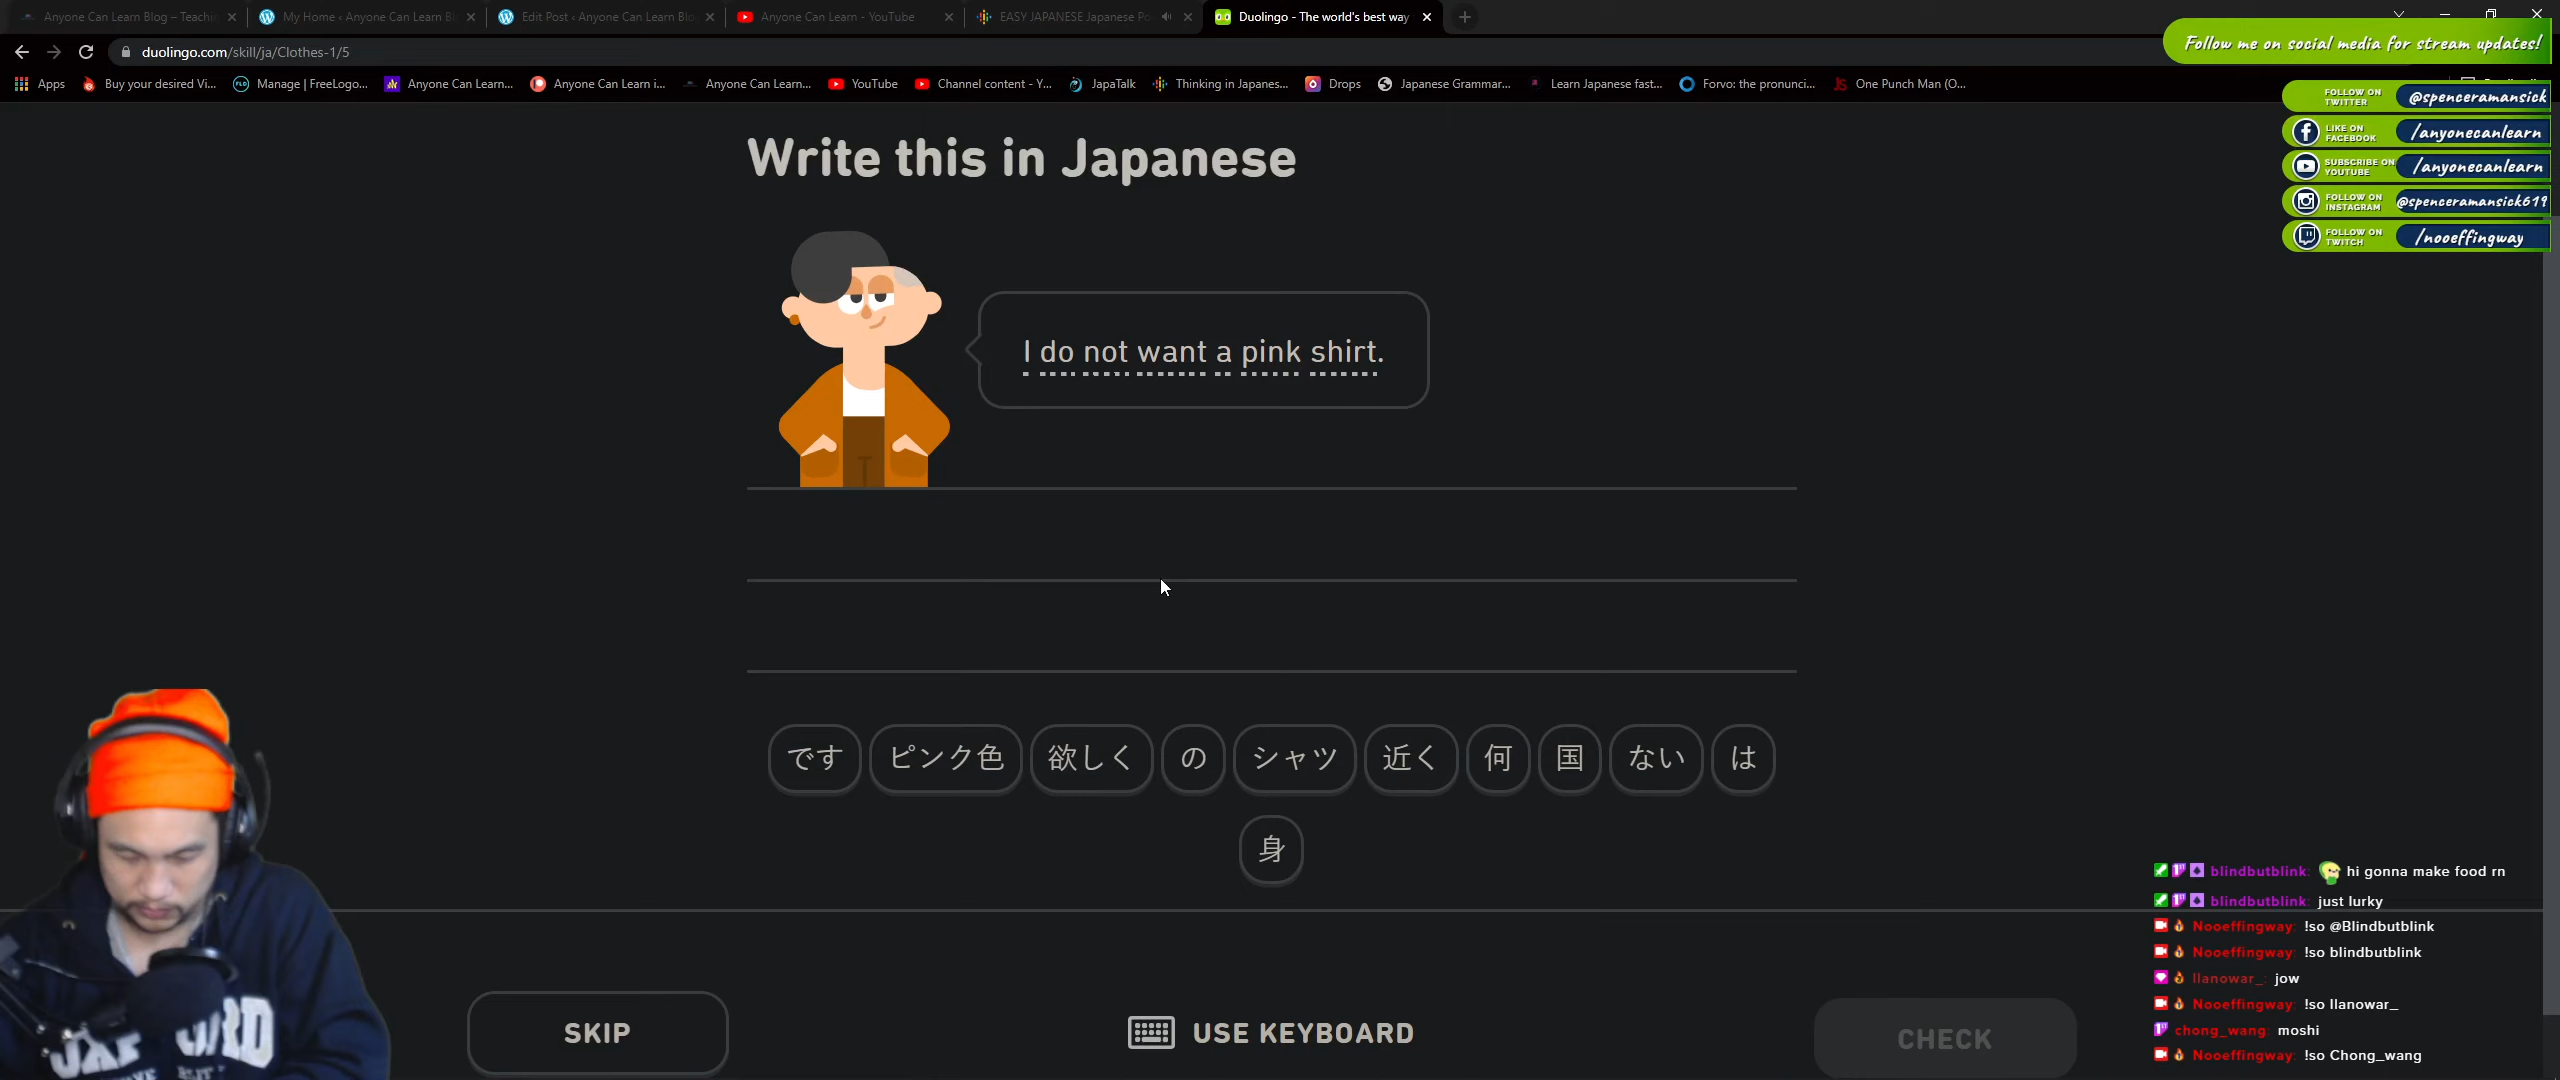 Anyone Can Learn Blog – Teachin
My Home ‹ Anyone Can Learn Bl
Edit Post ‹ Anyone Can Learn Blo
Anyone Can Learn - YouTube
EASY JAPANESE Japanese Po
Duolingo - The world's best way
duolingo.com/skill/ja/Clothes-1/5
Apps
Buy your desired Vi...
Manage | FreeLogo...
Anyone Can Learn...
Anyone Can Learn i...
Anyone Can Learn...
YouTube
Channel content - Y...
JapaTalk
Thinking in Japanes...
Drops
Japanese Grammar...
Learn Japanese fast...
Forvo: the pronunci...
One Punch Man (O...
Follow me on social media for stream updates!
FOLLOW ON TWITTER @spenceramansick
LIKE ON FACEBOOK /anyonecanlearn
SUBSCRIBE ON YOUTUBE /anyonecanlearn
FOLLOW ON INSTAGRAM @spenceramansick619
FOLLOW ON TWITCH /nooeffingway
Write this in Japanese
I do not want a pink shirt.
です ピンク色 欲しく の シャツ 近く 何 国 ない は
身
SKIP
USE KEYBOARD
CHECK
blindbutblink: hi gonna make food rn
blindbutblink: just lurky
Nooeffingway: !so @Blindbutblink
Nooeffingway: !so blindbutblink
llanowar_: jow
Nooeffingway: !so llanowar_
chong_wang: moshi
Nooeffingway: !so Chong_wang